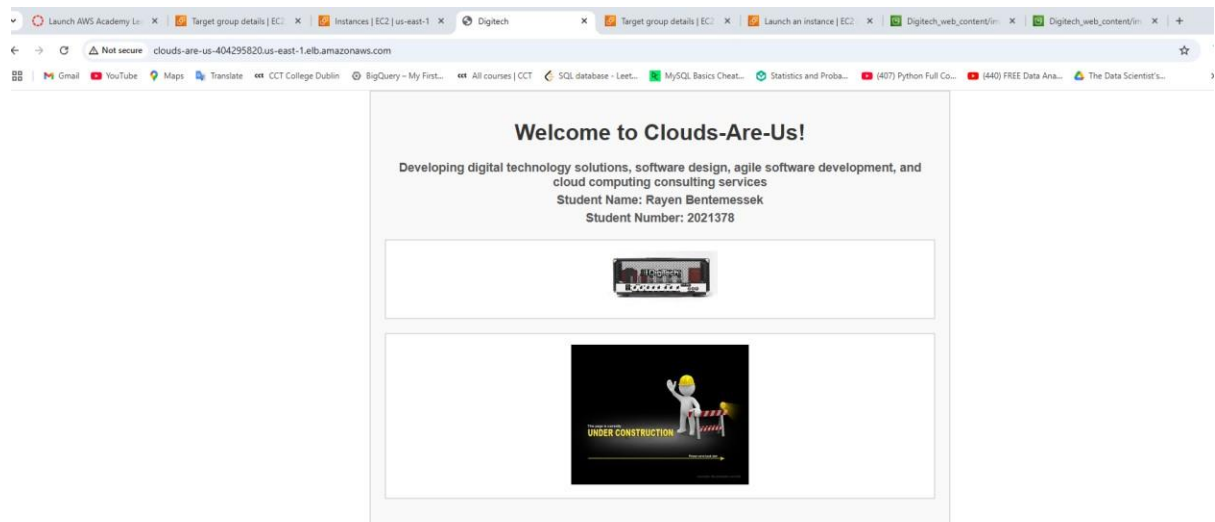 Launch AWS Academy Le
Target group details | EC2
Instances | EC2 | us-east-1
Digitech
Target group details | EC2
Launch an instance | EC2
Digitech_web_content/im
Digitech_web_content/im
Not secure clouds-are-us-404295820.us-east-1.elb.amazonaws.com
Gmail YouTube Maps Translate CCT College Dublin BigQuery – My First... All courses | CCT SQL database - Leet... MySQL Basics Cheat... Statistics and Proba... (407) Python Full Co... (440) FREE Data Ana... The Data Scientist's...
Welcome to Clouds-Are-Us!
Developing digital technology solutions, software design, agile software development, and
cloud computing consulting services
Student Name: Rayen Bentemessek
Student Number: 2021378
This page is currently
UNDER CONSTRUCTION